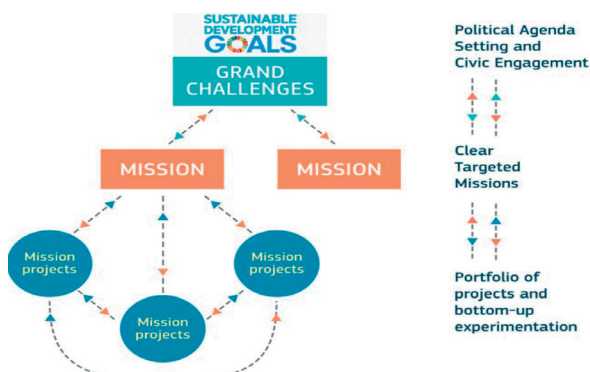 SUSTAINABLE
DEVELOPMENT
GOALS
GRAND
CHALLENGES
MISSION
MISSION
Mission
projects
Mission
projects
Mission
projects
Political Agenda
Setting and
Civic Engagement
Clear
Targeted
Missions
Portfolio of
projects and
bottom-up
experimentation